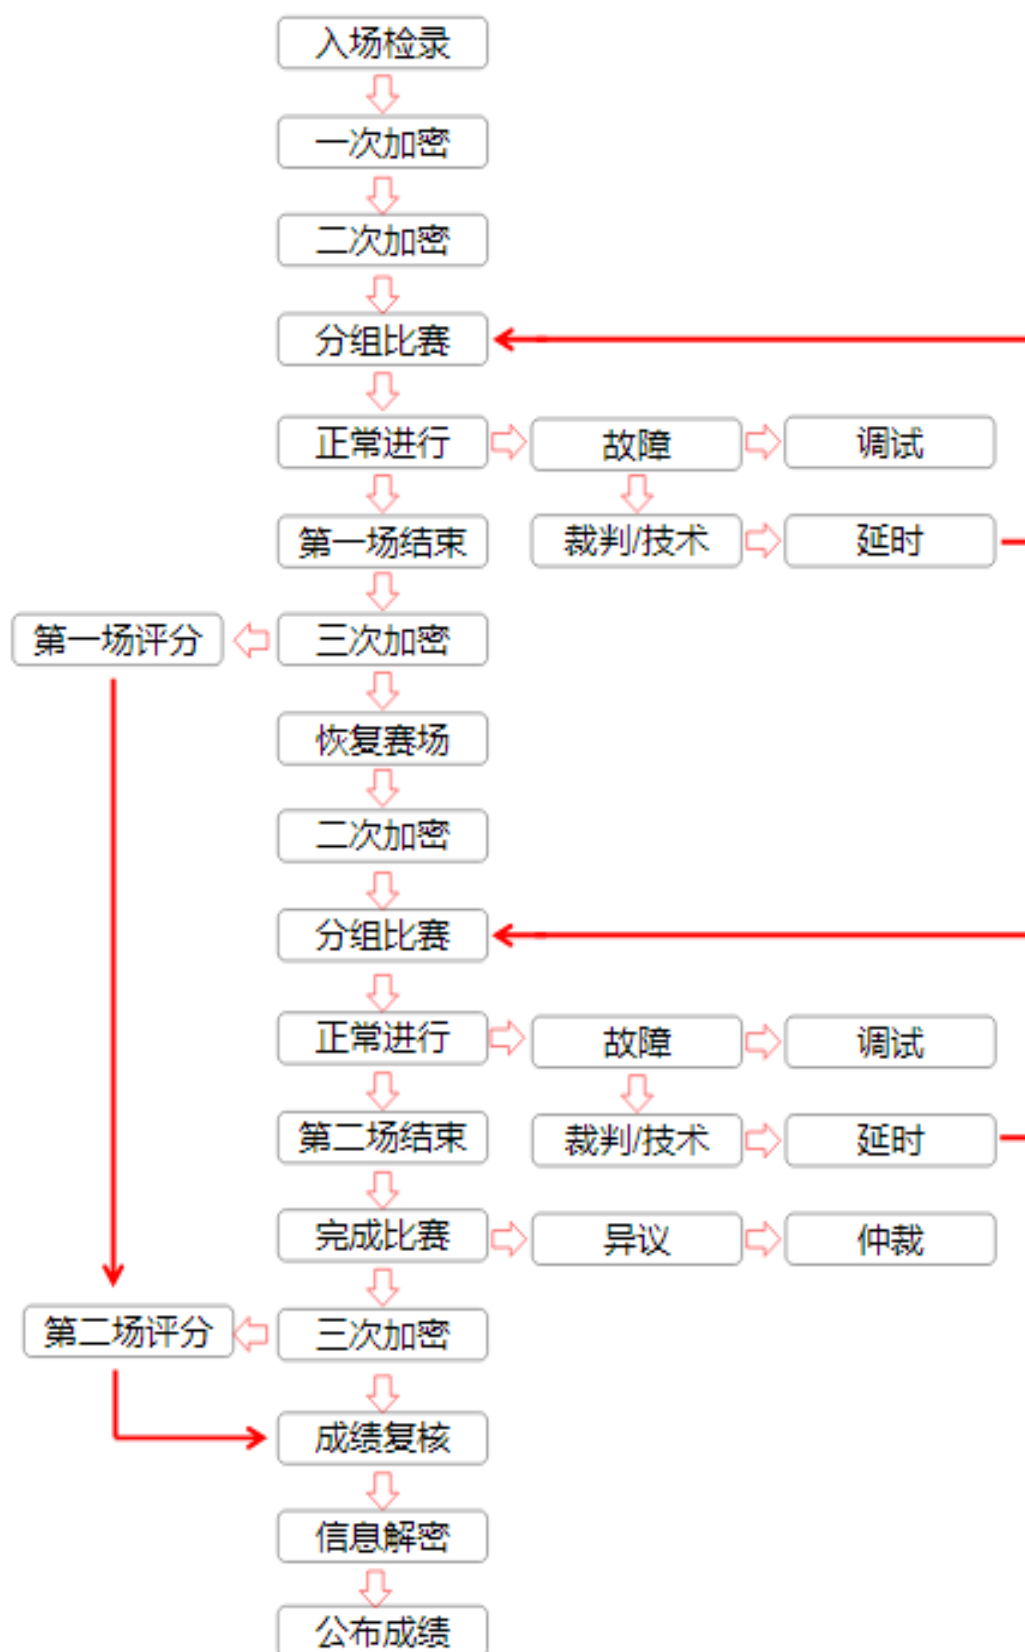 入场检录
一次加密
二次加密
分组比赛
正常进行
故障
调试
第一场结束
裁判/技术
延时
第一场评分
三次加密
恢复赛场
二次加密
分组比赛
正常进行
故障
调试
第二场结束
裁判/技术
延时
完成比赛
异议
仲裁
第二场评分
三次加密
成绩复核
信息解密
公布成绩